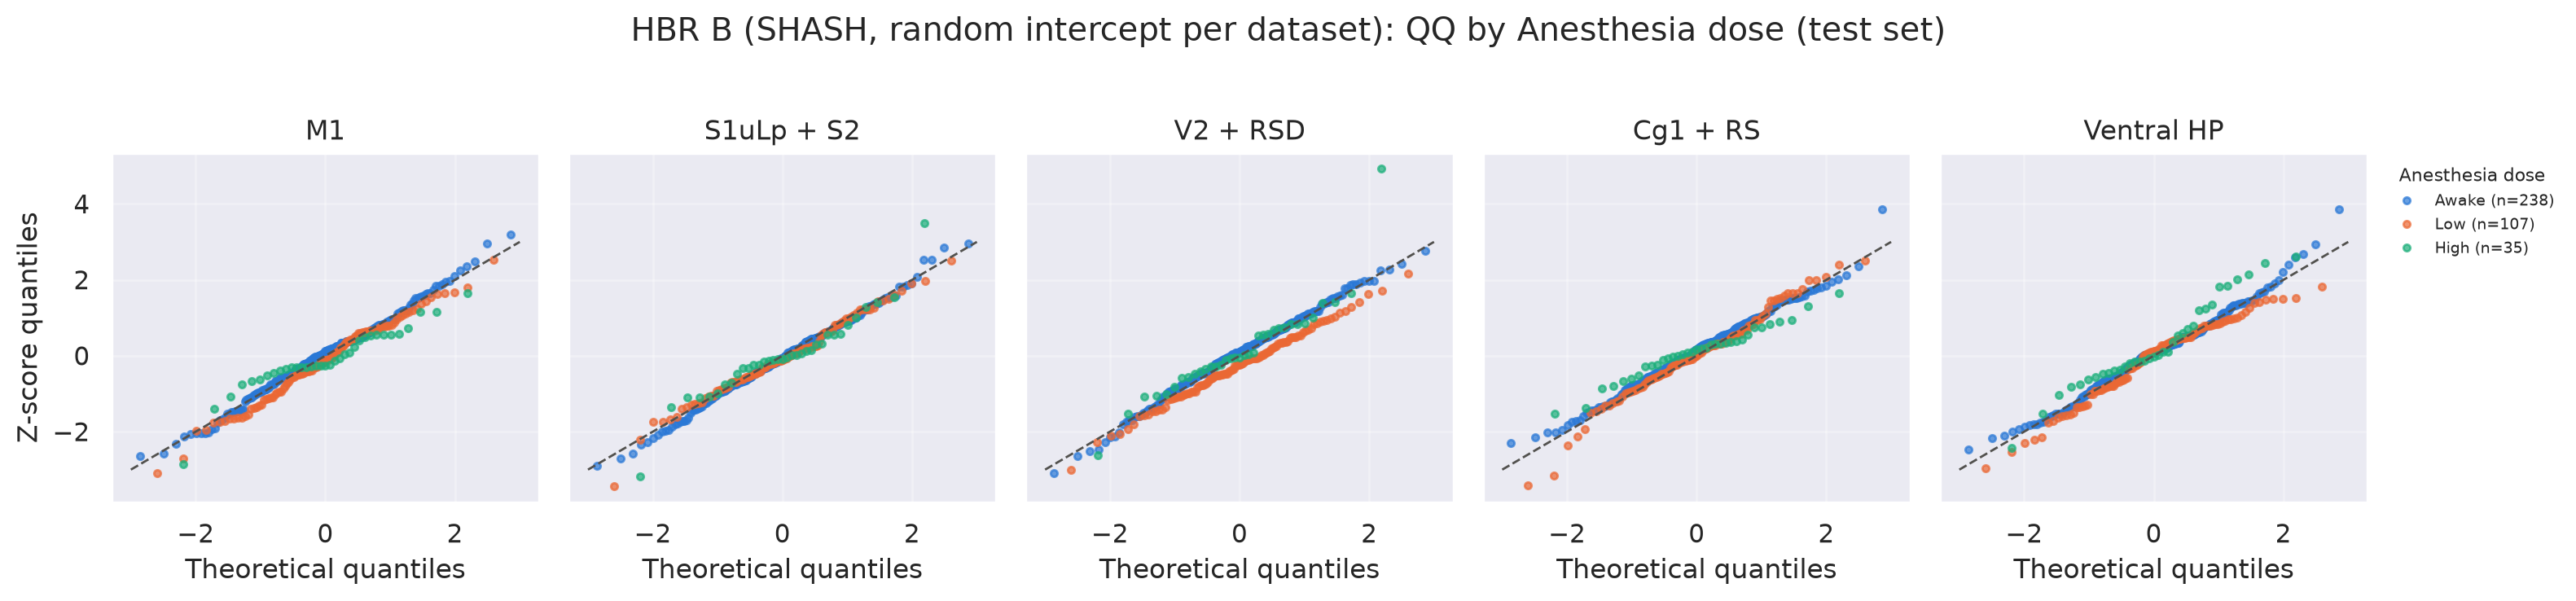 HBR B (SHASH, random intercept per dataset): QQ by Anesthesia dose (test set)
M1
S1uLp + S2
V2 + RSD
Cg1 + RS
Ventral HP
Z-score quantiles
4
2
0
−2
−2 0 2
−2 0 2
−2 0 2
−2 0 2
−2 0 2
Theoretical quantiles
Theoretical quantiles
Theoretical quantiles
Theoretical quantiles
Theoretical quantiles
Anesthesia dose
Awake (n=238)
Low (n=107)
High (n=35)